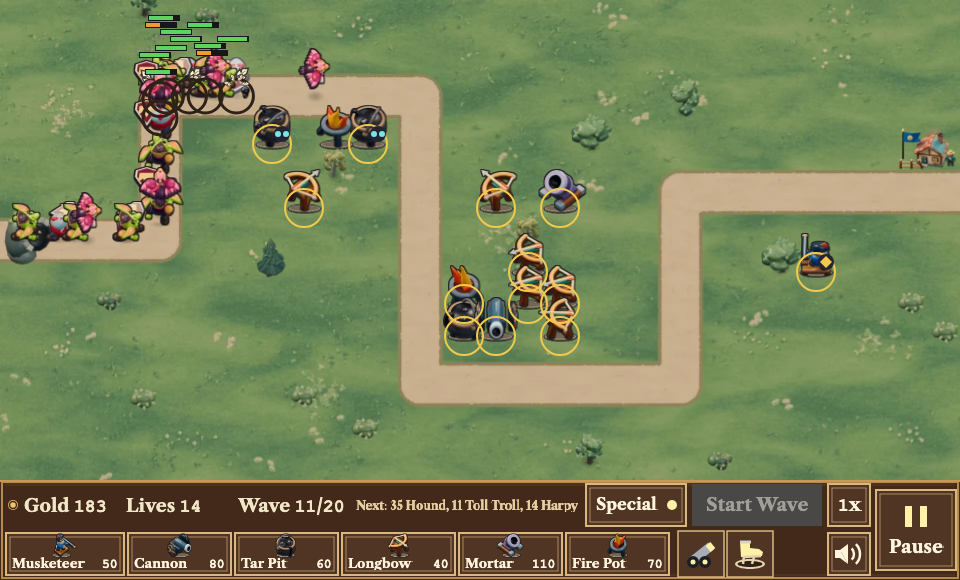 Gold 183 Lives 14 Wave 11/20 Next: 35 Hound, 11 Toll Troll, 14 Harpy Special Start Wave 1x
Pause
Musketeer 50 Cannon 80 Tar Pit 60 Longbow 40 Mortar 110 Fire Pot 70